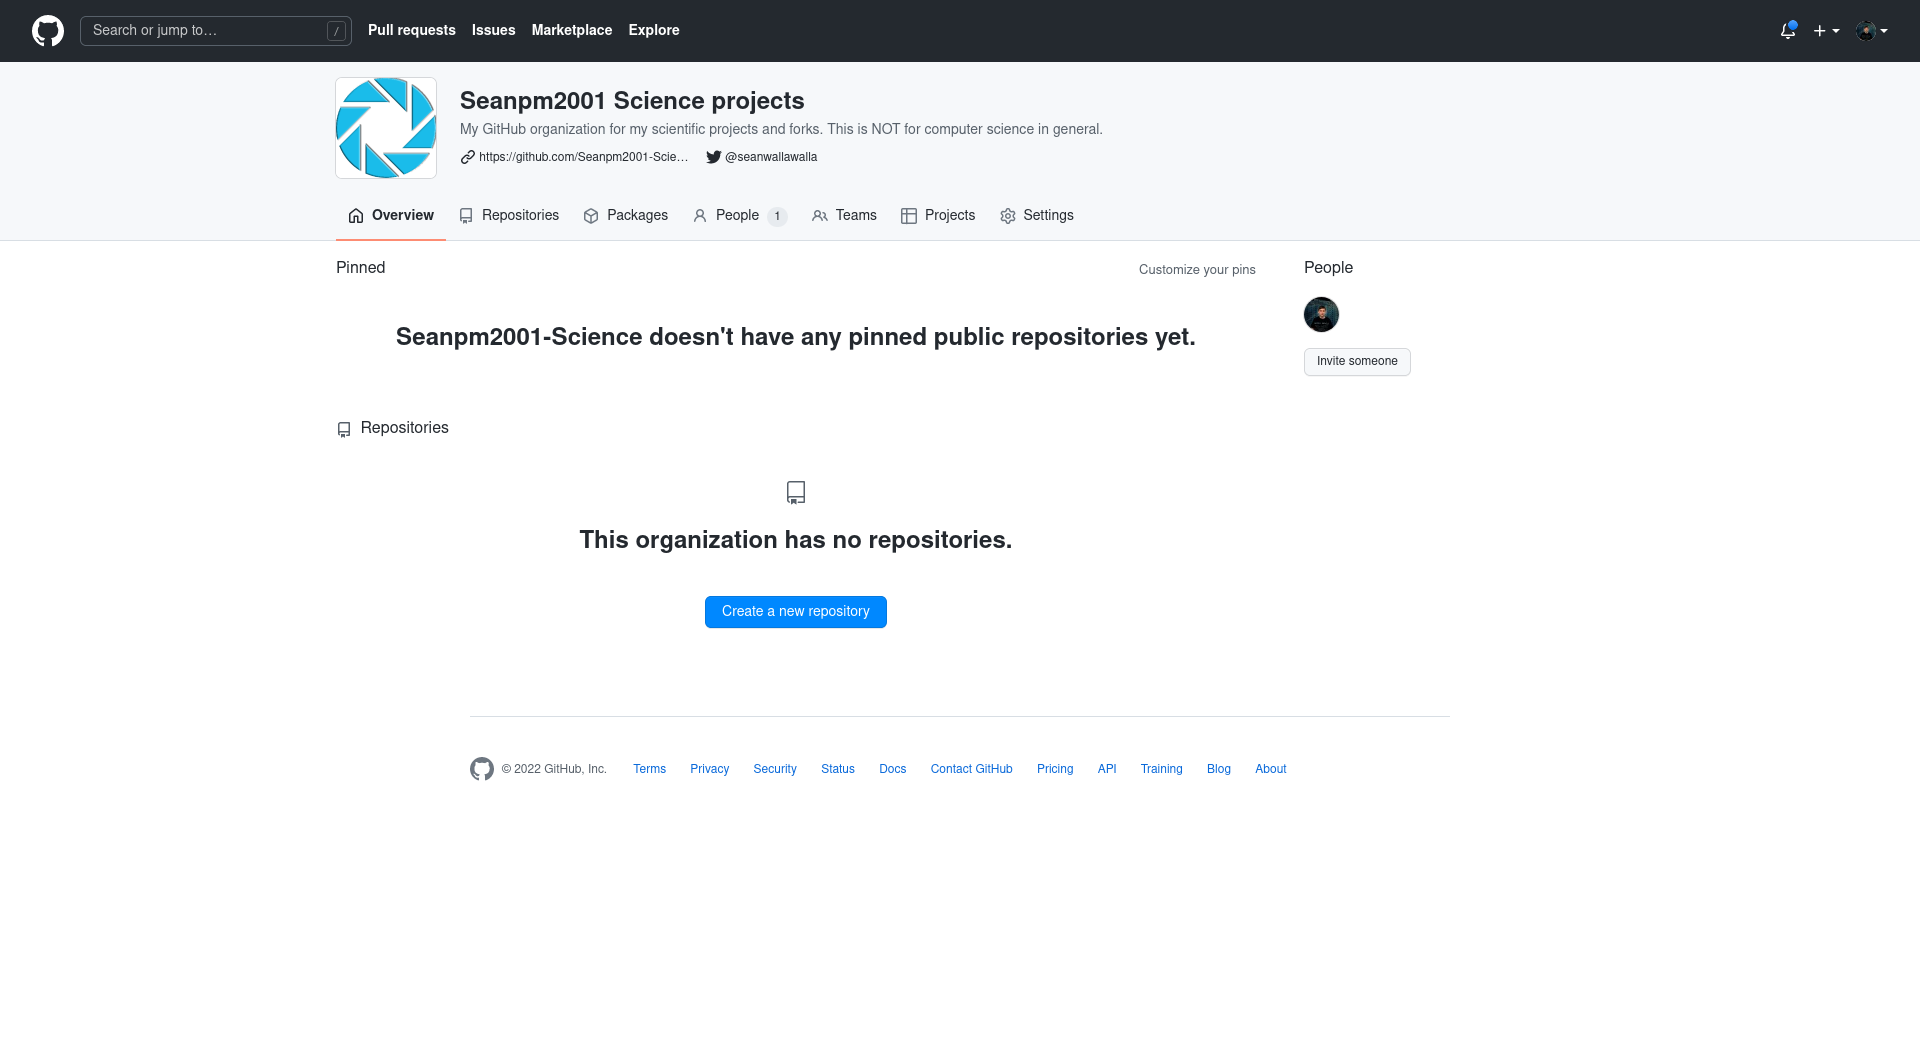 Search or jump to… / Pull requests Issues Marketplace Explore
Seanpm2001 Science projects
My GitHub organization for my scientific projects and forks. This is NOT for computer science in general.
https://github.com/Seanpm2001-Scie… @seanwallawalla
Overview Repositories Packages People 1 Teams Projects Settings
Pinned Customize your pins People
Seanpm2001-Science doesn't have any pinned public repositories yet.
Invite someone
Repositories
This organization has no repositories.
Create a new repository
© 2022 GitHub, Inc. Terms Privacy Security Status Docs Contact GitHub Pricing API Training Blog About